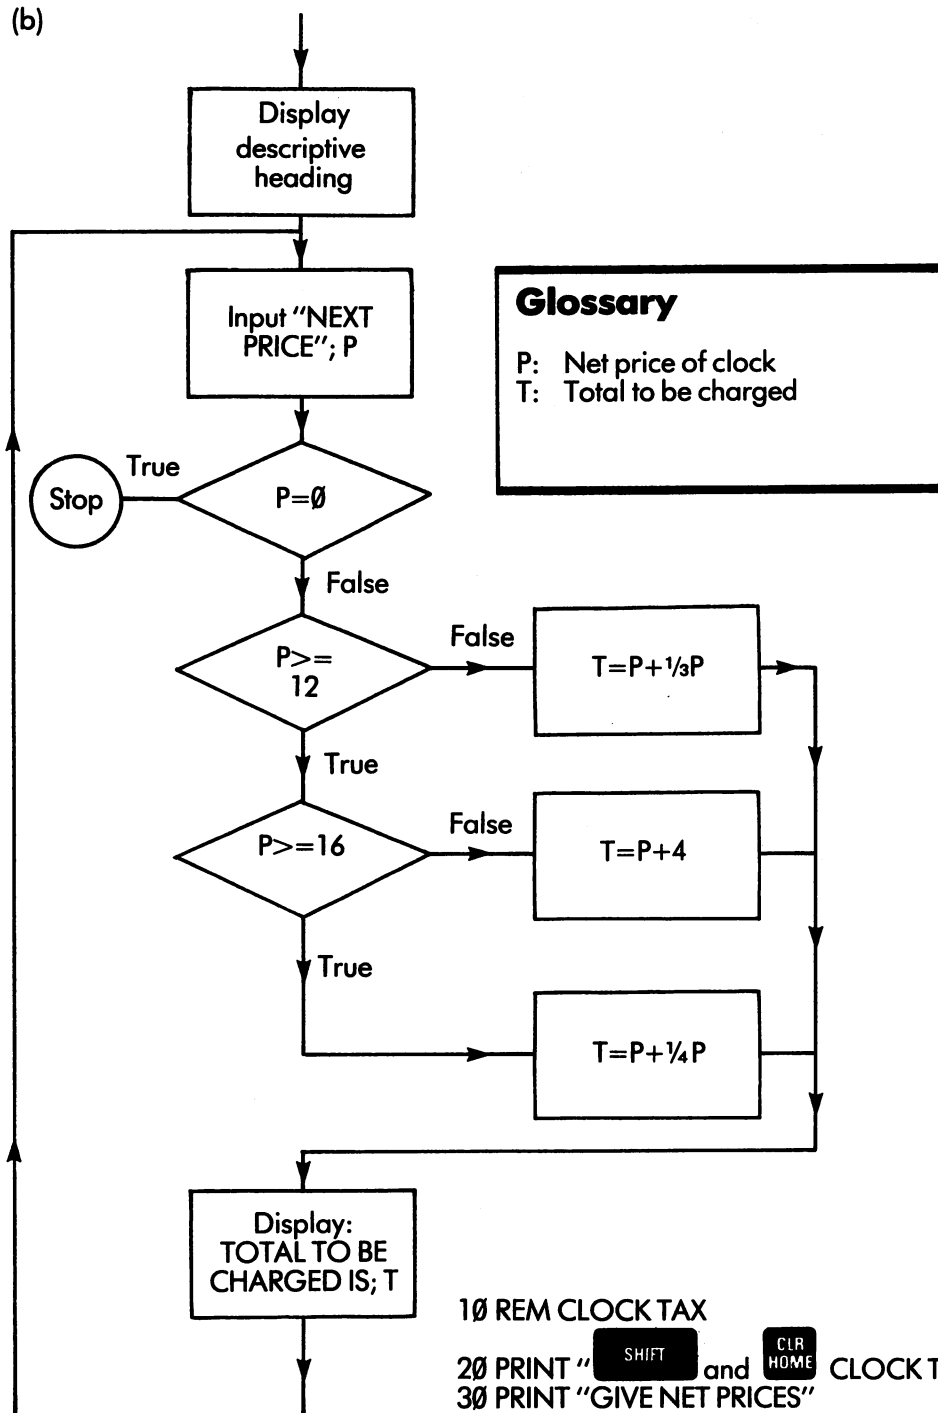 (b)
Display
descriptive
heading
Input "NEXT
PRICE"; P
Glossary
P: Net price of clock
T: Total to be charged
True
Stop
P=Ø
False
P>=
12
False
T=P+⅓P
True
P>=16
False
T=P+4
True
T=P+¼P
Display:
TOTAL TO BE
CHARGED IS; T
1Ø REM CLOCK TAX
2Ø PRINT " SHIFT and CLR HOME CLOCK T
3Ø PRINT "GIVE NET PRICES"